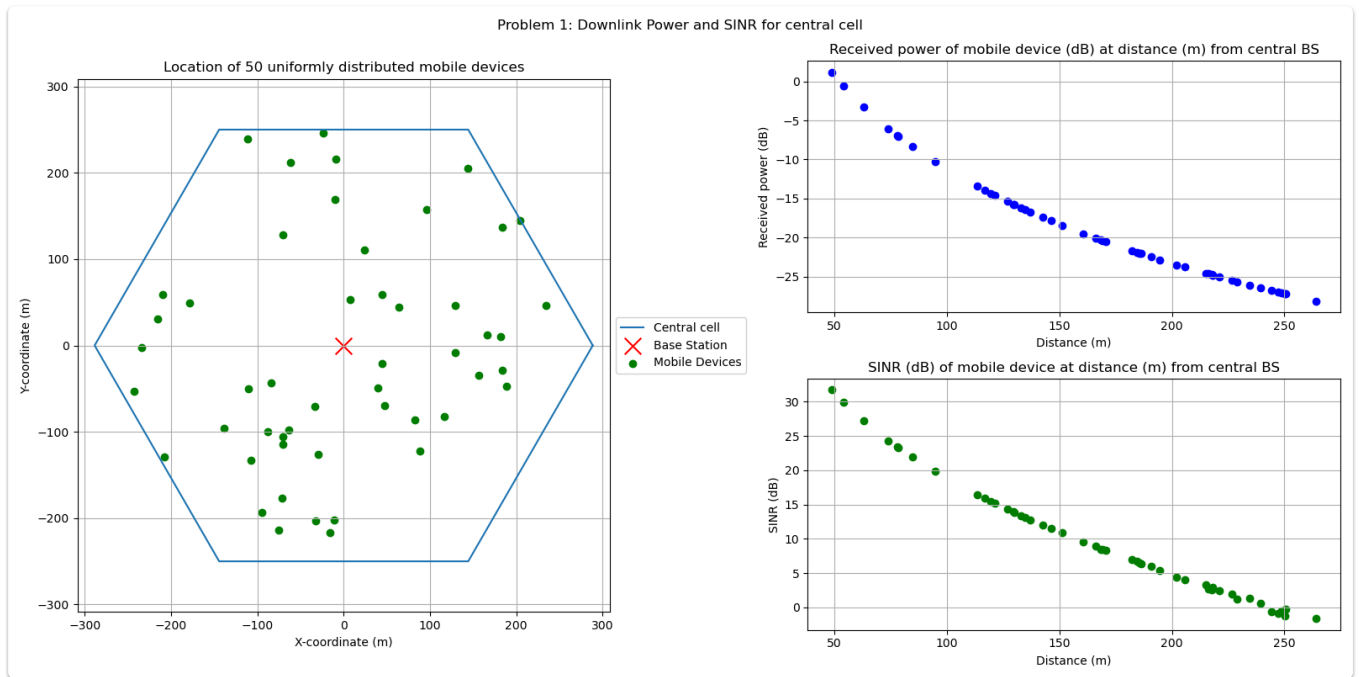 Problem 1: Downlink Power and SINR for central cell
Location of 50 uniformly distributed mobile devices
300
200
100
0
−100
−200
−300
Y-coordinate (m)
−300 −200 −100 0 100 200 300
X-coordinate (m)
Central cell
Base Station
Mobile Devices
Received power of mobile device (dB) at distance (m) from central BS
0
−5
−10
−15
−20
−25
Received power (dB)
50 100 150 200 250
Distance (m)
SINR (dB) of mobile device at distance (m) from central BS
30
25
20
15
10
5
0
SINR (dB)
50 100 150 200 250
Distance (m)